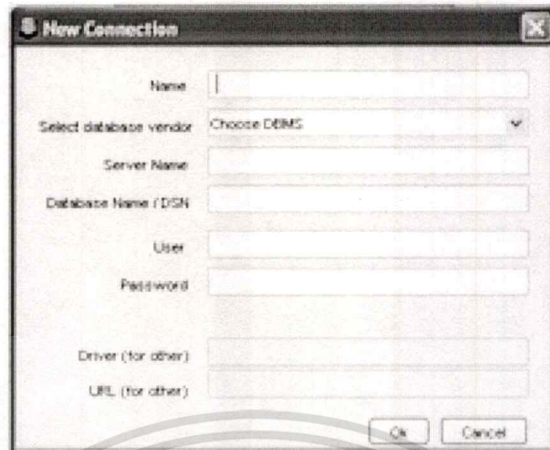 New Connection
Name
Select database vendor Choose DBMS
Server Name
Database Name / DSN
User
Password
Driver (for other)
URL (for other)
Ok Cancel